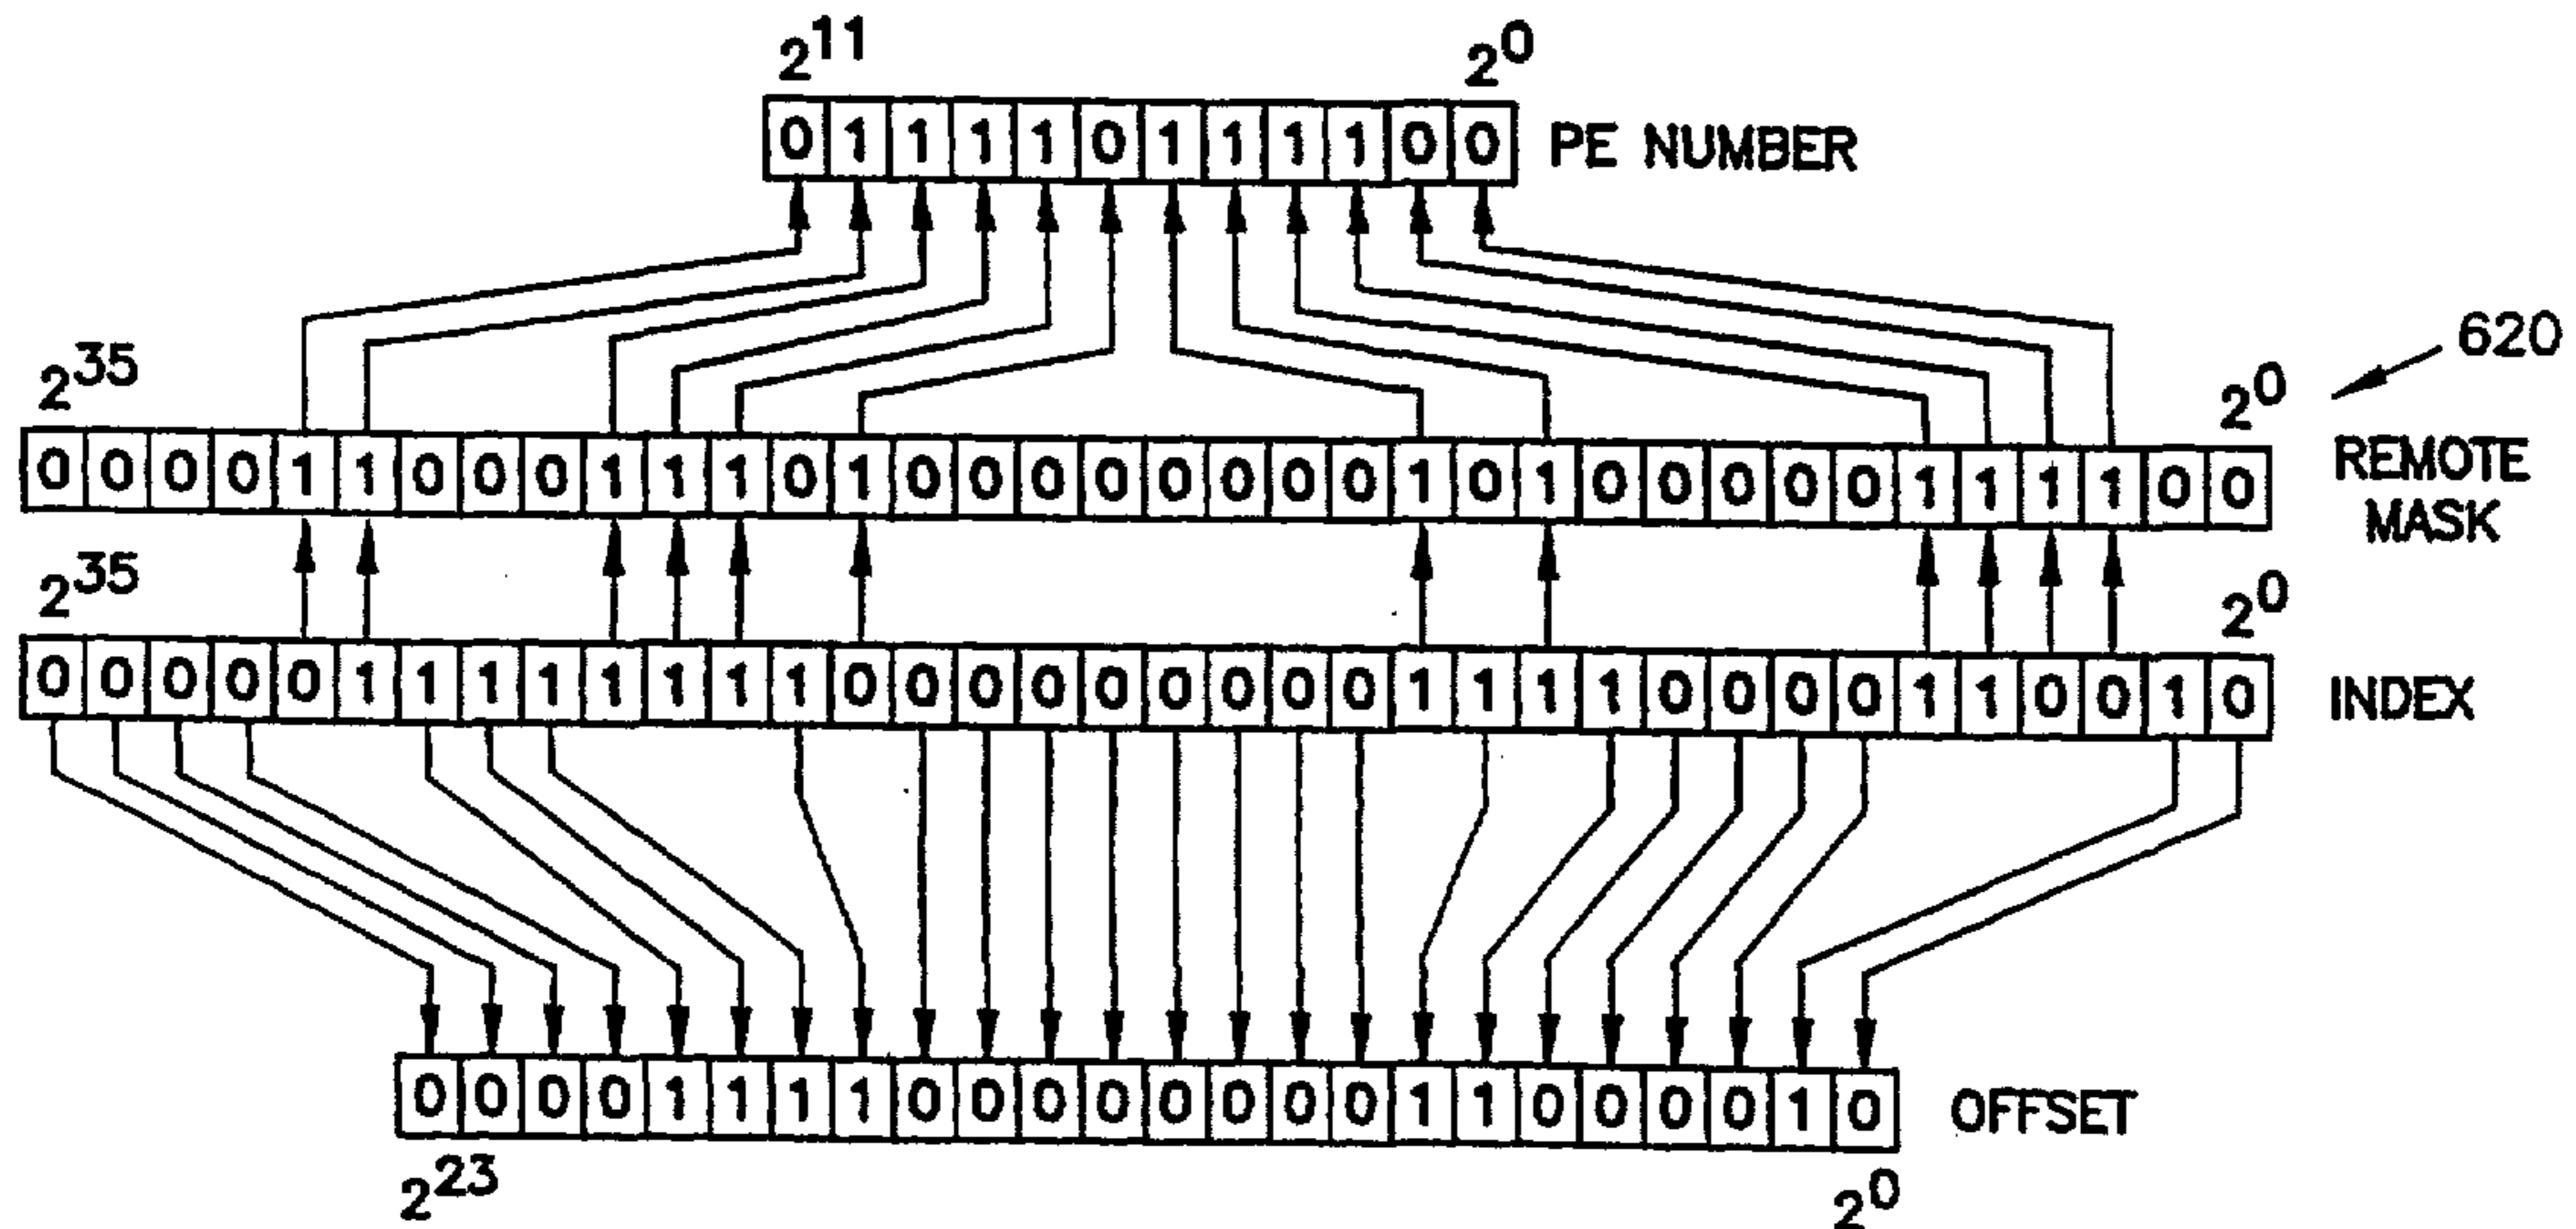 2^11 2^0
0 1 1 1 1 0 1 1 1 1 0 0 PE NUMBER
620
2^35 2^0
0 0 0 0 1 1 0 0 0 1 1 1 0 1 0 0 0 0 0 0 0 0 1 0 1 0 0 0 0 0 1 1 1 1 0 0 REMOTE
MASK
2^35 2^0
0 0 0 0 0 1 1 1 1 1 1 1 1 0 0 0 0 0 0 0 0 0 1 1 1 1 0 0 0 0 1 1 0 0 1 0 INDEX
0 0 0 0 1 1 1 1 0 0 0 0 0 0 0 0 1 1 0 0 0 0 1 0 OFFSET
2^23 2^0